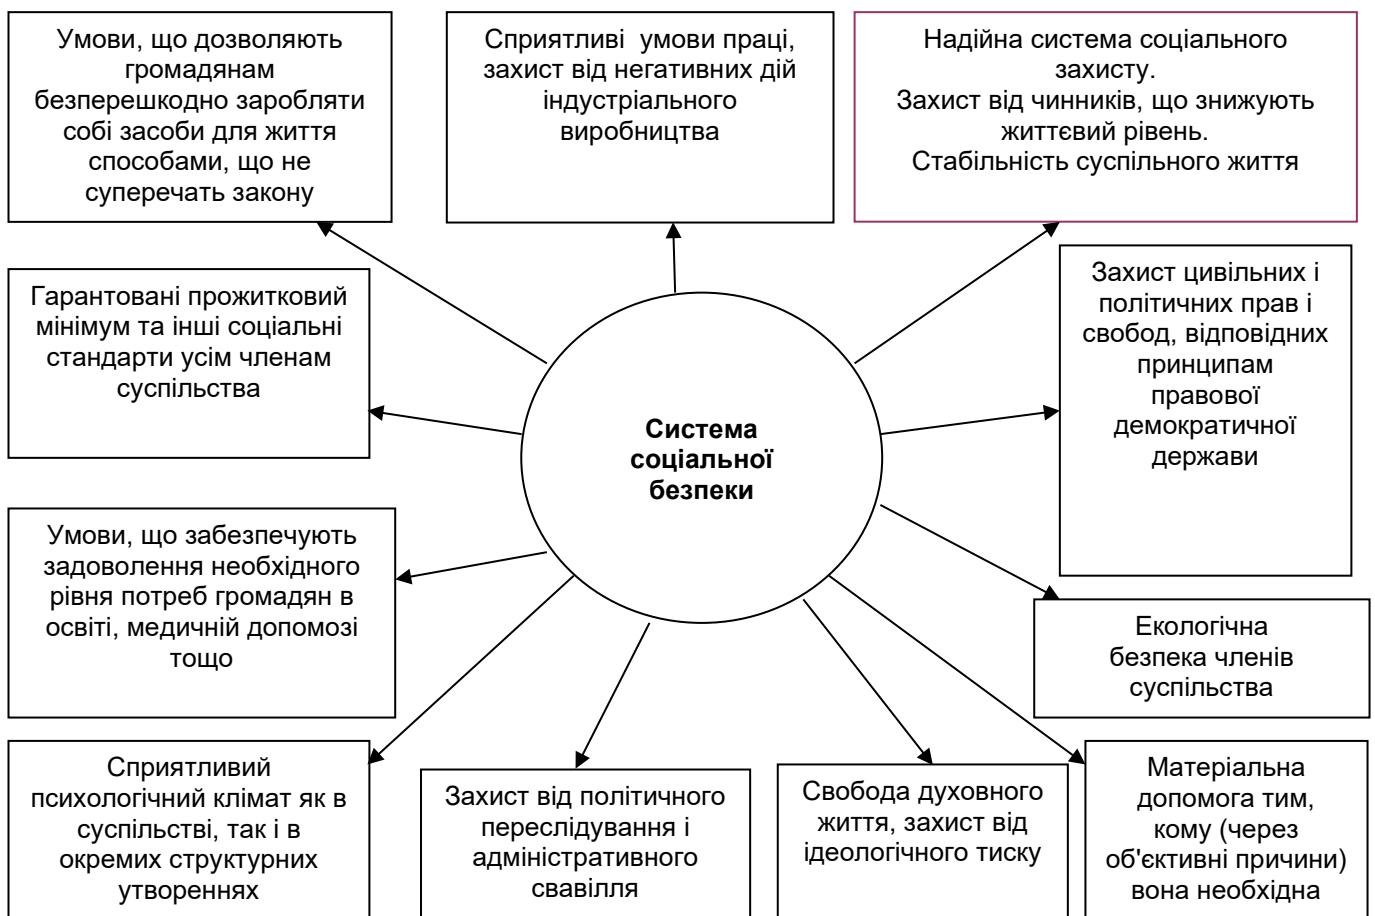 Умови, що дозволяють
громадянам
безперешкодно заробляти
собі засоби для життя
способами, що не
суперечать закону
Сприятливі  умови праці,
захист від негативних дій
індустріального
виробництва
Надійна система соціального
захисту.
Захист від чинників, що знижують
життєвий рівень.
Стабільність суспільного життя
Гарантовані прожитковий
мінімум та інші соціальні
стандарти усім членам
суспільства
Захист цивільних і
політичних прав і
свобод, відповідних
принципам
правової
демократичної
держави
Система
соціальної
безпеки
Умови, що забезпечують
задоволення необхідного
рівня потреб громадян в
освіті, медичній допомозі
тощо
Екологічна
безпека членів
суспільства
Сприятливий
психологічний клімат як в
суспільстві, так і в
окремих структурних
утвореннях
Захист від політичного
переслідування і
адміністративного
свавілля
Свобода духовного
життя, захист від
ідеологічного тиску
Матеріальна
допомога тим,
кому (через
об'єктивні причини)
вона необхідна